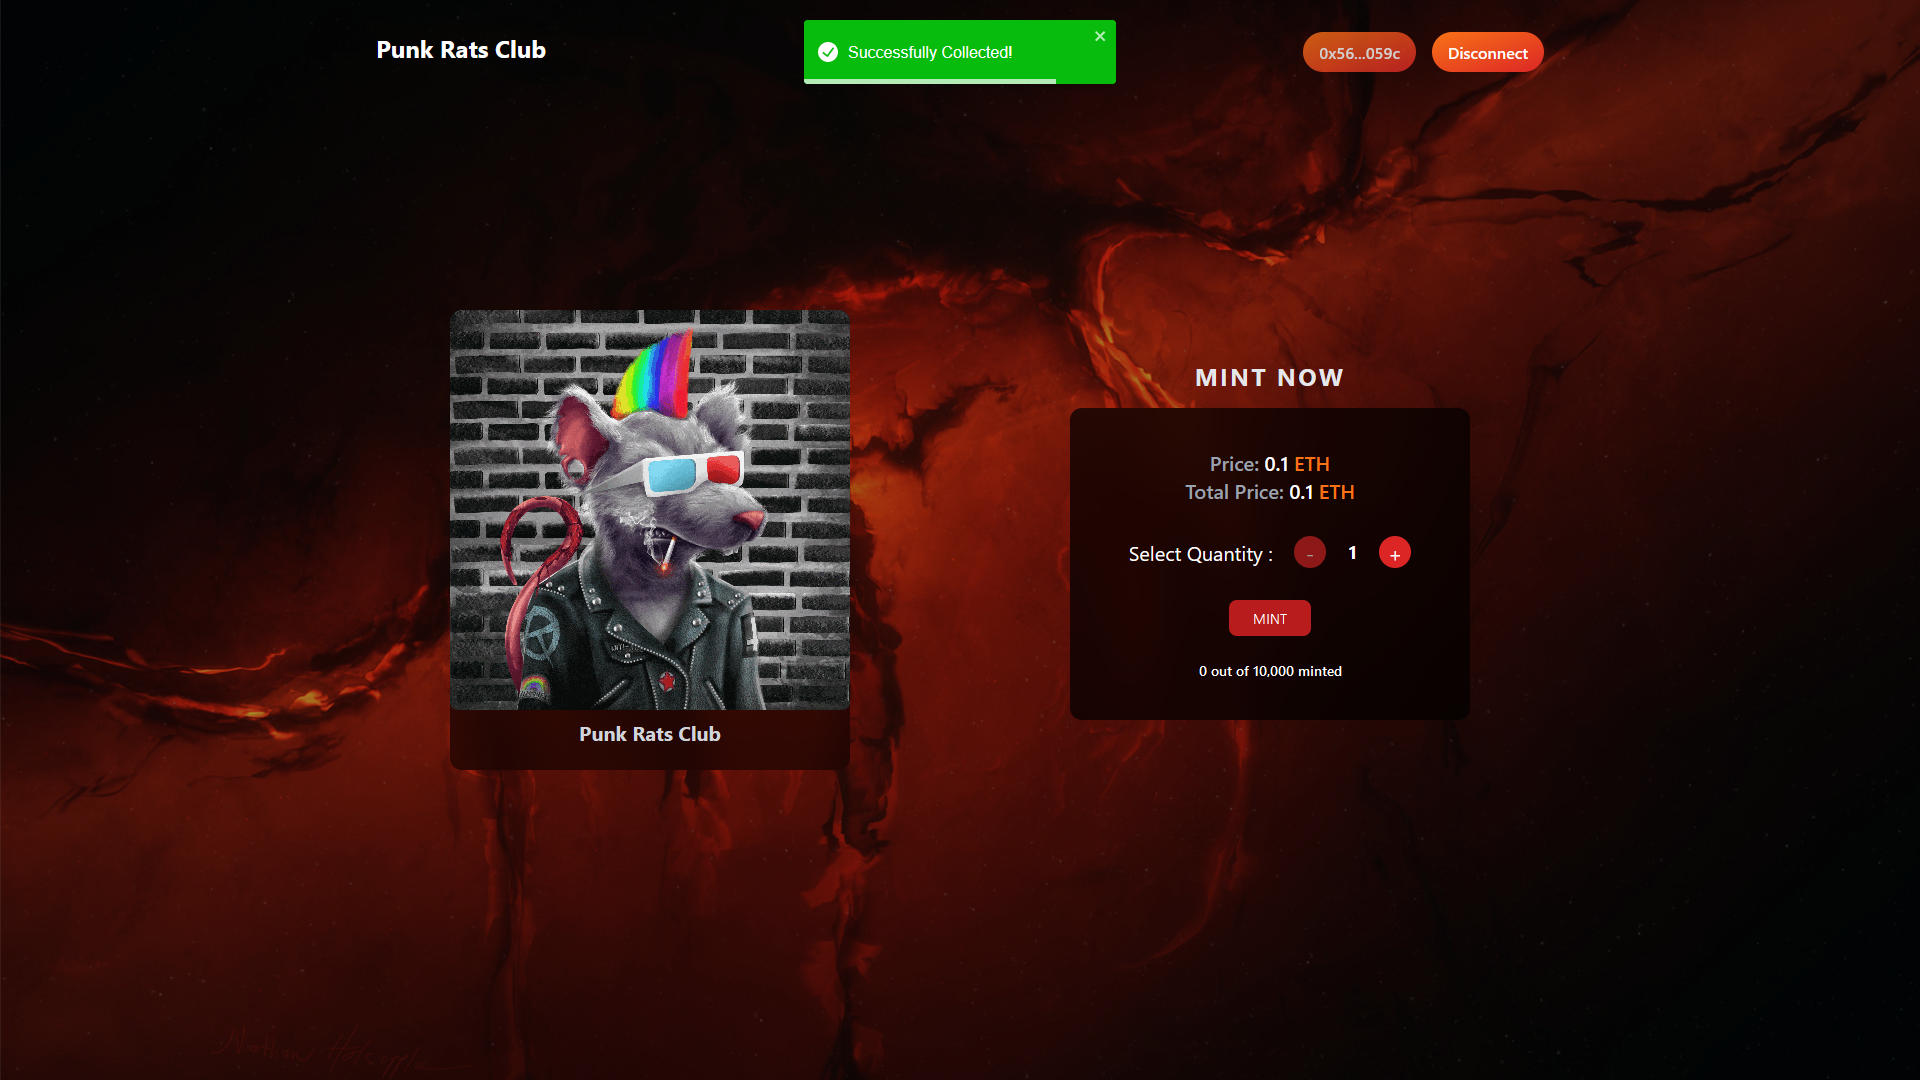 Punk Rats Club
Successfully Collected!
0x56...059c
Disconnect
MINT NOW
Price: 0.1 ETH
Total Price: 0.1 ETH
Select Quantity : - 1 +
MINT
0 out of 10,000 minted
Punk Rats Club